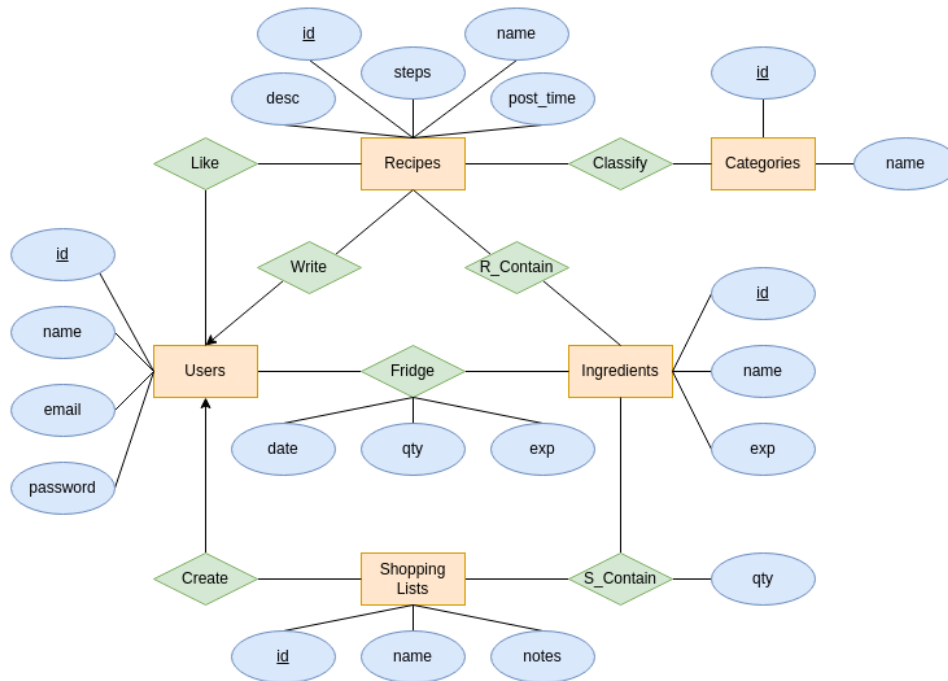 id
name
steps
id
desc
post_time
Like
Recipes
Classify
Categories
name
id
Write
R_Contain
id
name
Users
Fridge
Ingredients
name
email
date
qty
exp
exp
password
Create
Shopping
Lists
S_Contain
qty
id
name
notes